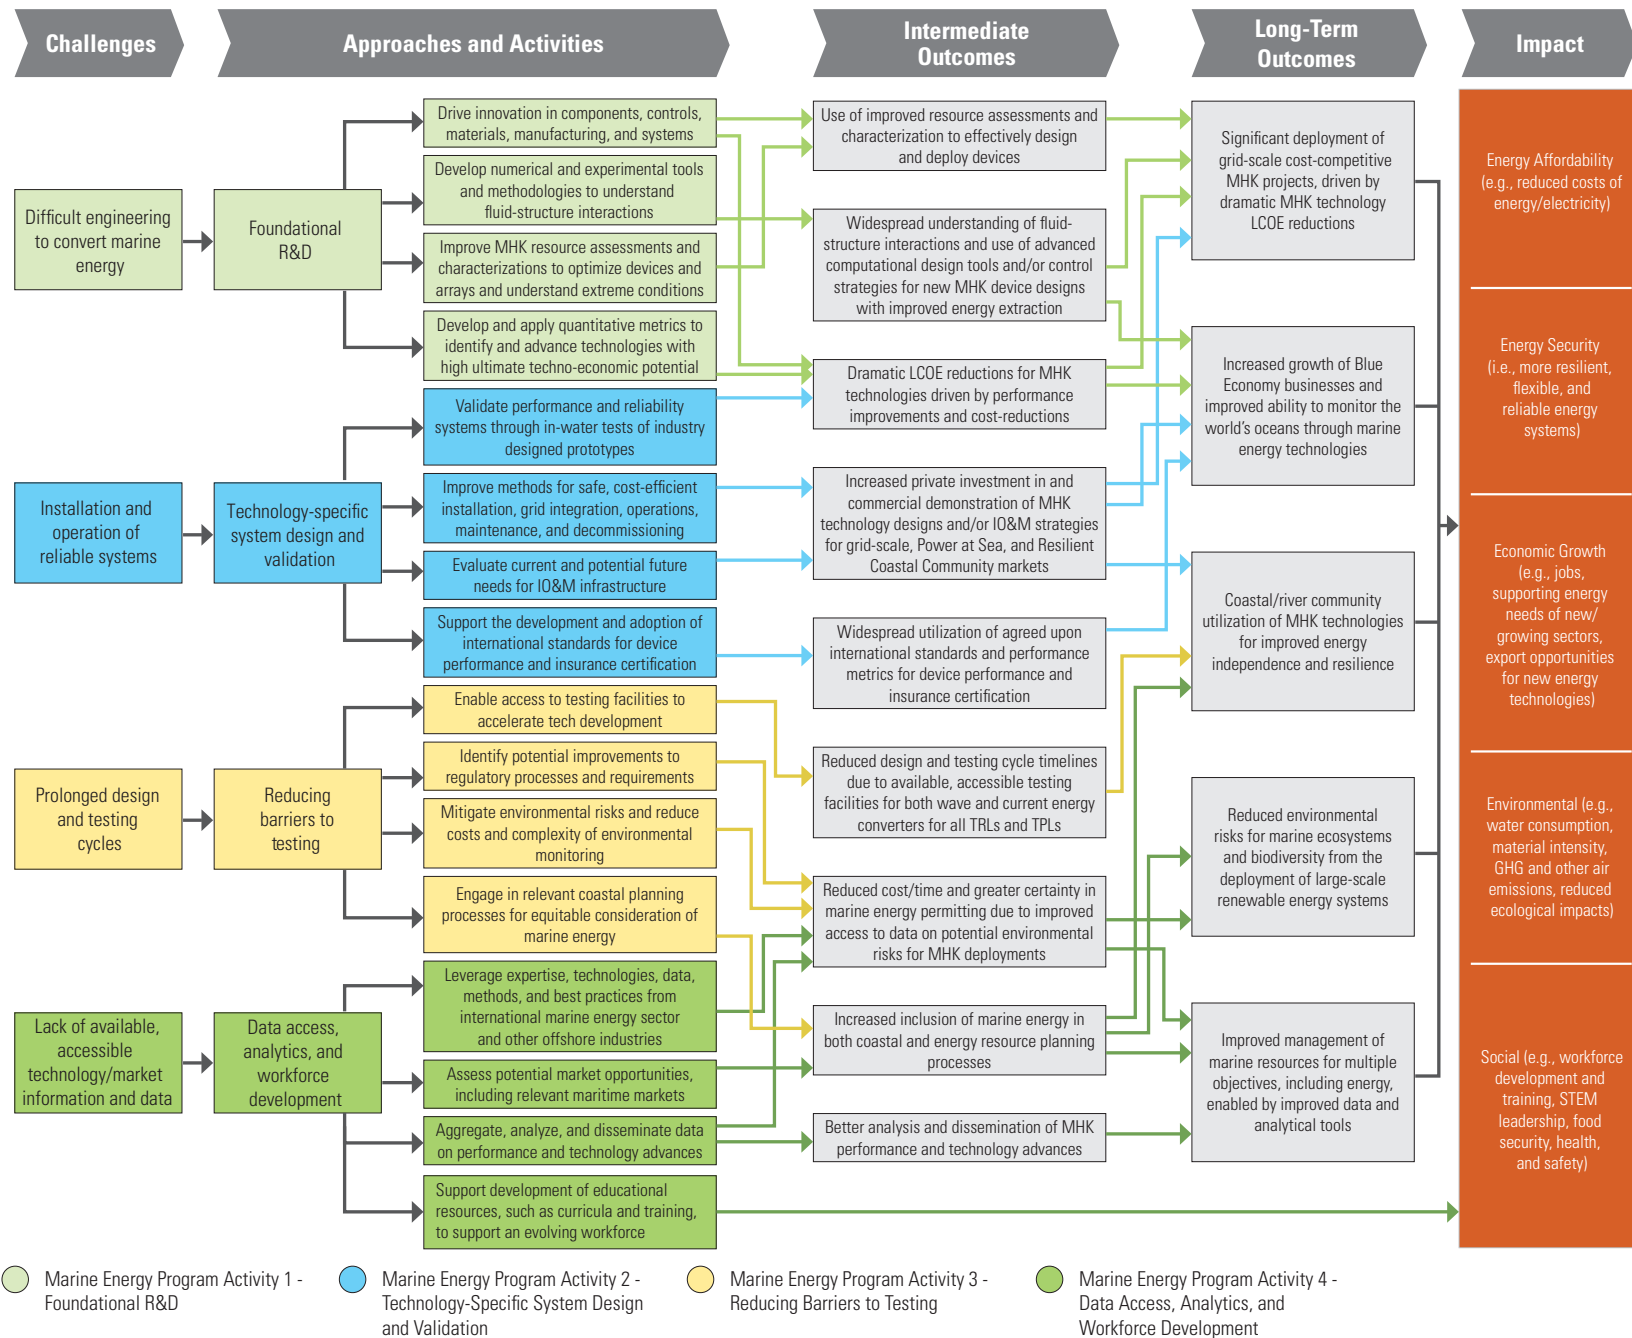 Challenges
Approaches and Activities
Intermediate
Outcomes
Long-Term
Outcomes
Impact
Difficult engineering
to convert marine
energy
Foundational
R&D
Drive innovation in components, controls,
materials, manufacturing, and systems
Develop numerical and experimental tools
and methodologies to understand
fluid-structure interactions
Improve MHK resource assessments and
characterizations to optimize devices and
arrays and understand extreme conditions
Develop and apply quantitative metrics to
identify and advance technologies with
high ultimate techno-economic potential
Installation and
operation of
reliable systems
Technology-specific
system design and
validation
Validate performance and reliability
systems through in-water tests of industry
designed prototypes
Improve methods for safe, cost-efficient
installation, grid integration, operations,
maintenance, and decommissioning
Evaluate current and potential future
needs for IO&M infrastructure
Support the development and adoption of
international standards for device
performance and insurance certification
Prolonged design
and testing
cycles
Reducing
barriers to
testing
Enable access to testing facilities to
accelerate tech development
Identify potential improvements to
regulatory processes and requirements
Mitigate environmental risks and reduce
costs and complexity of environmental
monitoring
Engage in relevant coastal planning
processes for equitable consideration of
marine energy
Lack of available,
accessible
technology/market
information and data
Data access,
analytics, and
workforce
development
Leverage expertise, technologies, data,
methods, and best practices from
international marine energy sector
and other offshore industries
Assess potential market opportunities,
including relevant maritime markets
Aggregate, analyze, and disseminate data
on performance and technology advances
Support development of educational
resources, such as curricula and training,
to support an evolving workforce
Use of improved resource assessments and
characterization to effectively design
and deploy devices
Widespread understanding of fluid-
structure interactions and use of advanced
computational design tools and/or control
strategies for new MHK device designs
with improved energy extraction
Dramatic LCOE reductions for MHK
technologies driven by performance
improvements and cost-reductions
Increased private investment in and
commercial demonstration of MHK
technology designs and/or IO&M strategies
for grid-scale, Power at Sea, and Resilient
Coastal Community markets
Widespread utilization of agreed upon
international standards and performance
metrics for device performance and
insurance certification
Reduced design and testing cycle timelines
due to available, accessible testing
facilities for both wave and current energy
converters for all TRLs and TPLs
Reduced cost/time and greater certainty in
marine energy permitting due to improved
access to data on potential environmental
risks for MHK deployments
Increased inclusion of marine energy in
both coastal and energy resource planning
processes
Better analysis and dissemination of MHK
performance and technology advances
Significant deployment of
grid-scale cost-competitive
MHK projects, driven by
dramatic MHK technology
LCOE reductions
Increased growth of Blue
Economy businesses and
improved ability to monitor the
world's oceans through marine
energy technologies
Coastal/river community
utilization of MHK technologies
for improved energy
independence and resilience
Reduced environmental
risks for marine ecosystems
and biodiversity from the
deployment of large-scale
renewable energy systems
Improved management of
marine resources for multiple
objectives, including energy,
enabled by improved data and
analytical tools
Energy Affordability
(e.g., reduced costs of
energy/electricity)
Energy Security
(i.e., more resilient,
flexible, and
reliable energy
systems)
Economic Growth
(e.g., jobs,
supporting energy
needs of new/
growing sectors,
export opportunities
for new energy
technologies)
Environmental (e.g.,
water consumption,
material intensity,
GHG and other air
emissions, reduced
ecological impacts)
Social (e.g., workforce
development and
training, STEM
leadership, food
security, health,
and safety)
Marine Energy Program Activity 1 -
Foundational R&D
Marine Energy Program Activity 2 -
Technology-Specific System Design
and Validation
Marine Energy Program Activity 3 -
Reducing Barriers to Testing
Marine Energy Program Activity 4 -
Data Access, Analytics, and
Workforce Development